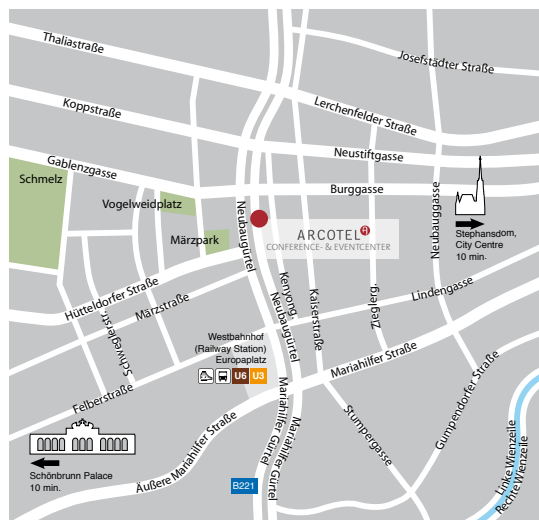 Thaliastraße
Josefstädter Straße
Koppstraße
Lerchenfelder Straße
Neustiftgasse
Gablenzgasse
Burggasse
Schmelz
Vogelweidplatz
Märzpark
Neubaugürtel
ARCOTEL
CONFERENCE- & EVENTCENTER
Neubaugasse
Stephansdom,
City Centre
10 min.
Hütteldorfer Straße
Märzstraße
Schweglerstr.
Kenyong.
Neubaugürtel
Kaiserstraße
Zieglerg.
Lindengasse
Westbahnhof
(Railway Station)
Europaplatz
U6 U3
Mariahilfer Straße
Felberstraße
Mariahilfer Gürtel
Mariahilfer Gürtel
Stumpergasse
Gumpendorfer Straße
Äußere Mariahilfer Straße
Schönbrunn Palace
10 min.
B221
Linke Wienzeile
Rechte Wienzeile